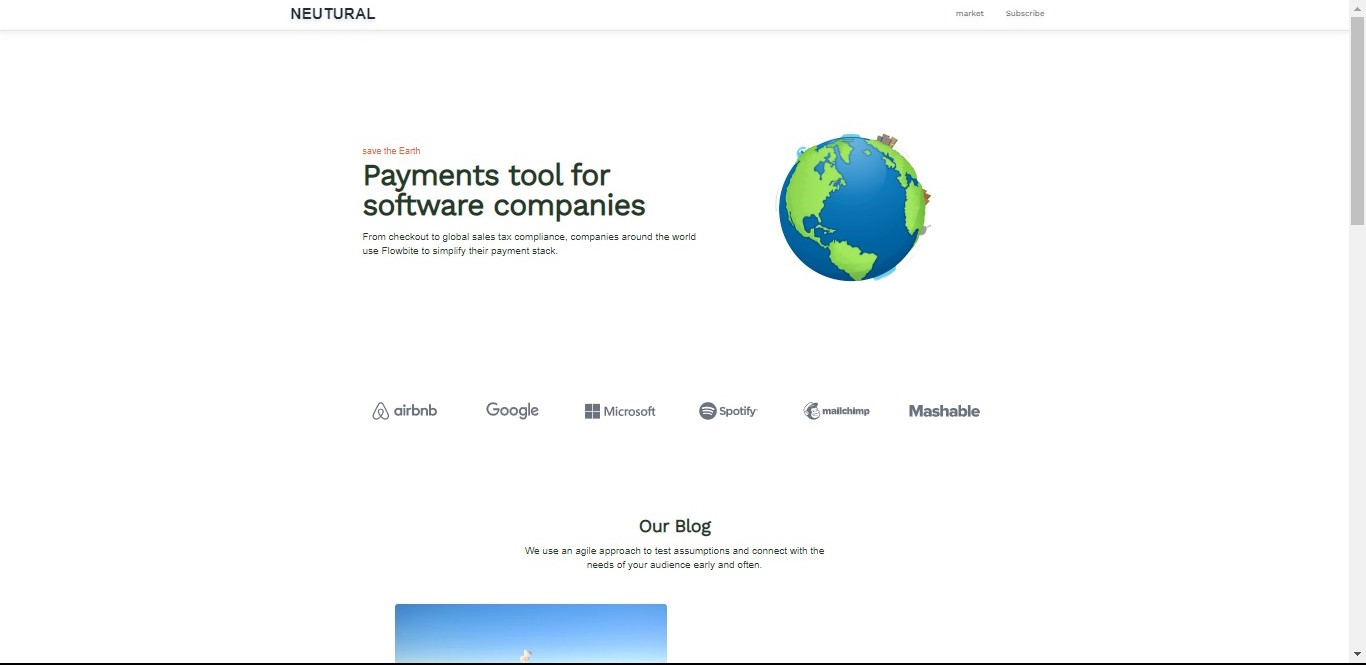 NEUTURAL
market
Subscribe
save the Earth
Payments tool for
software companies
From checkout to global sales tax compliance, companies around the world
use Flowbite to simplify their payment stack.
airbnb
Google
Microsoft
Spotify
mailchimp
Mashable
Our Blog
We use an agile approach to test assumptions and connect with the
needs of your audience early and often.